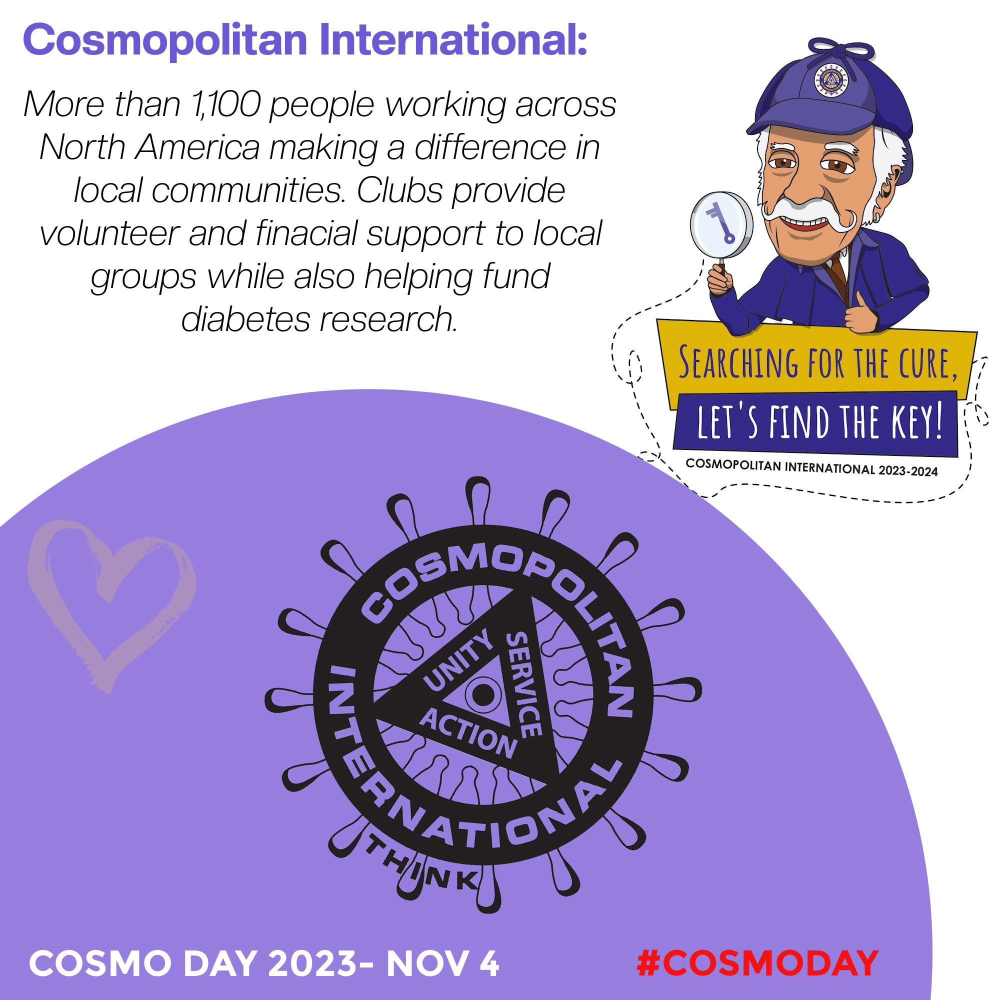 Cosmopolitan International:
More than 1,100 people working across
North America making a difference in
local communities. Clubs provide
volunteer and finacial support to local
groups while also helping fund
diabetes research.
SEARCHING FOR THE CURE,
LET'S FIND THE KEY!
COSMOPOLITAN INTERNATIONAL 2023-2024
COSMOPOLITAN
INTERNATIONAL
UNITY
SERVICE
ACTION
THINK
COSMO DAY 2023- NOV 4
#COSMODAY